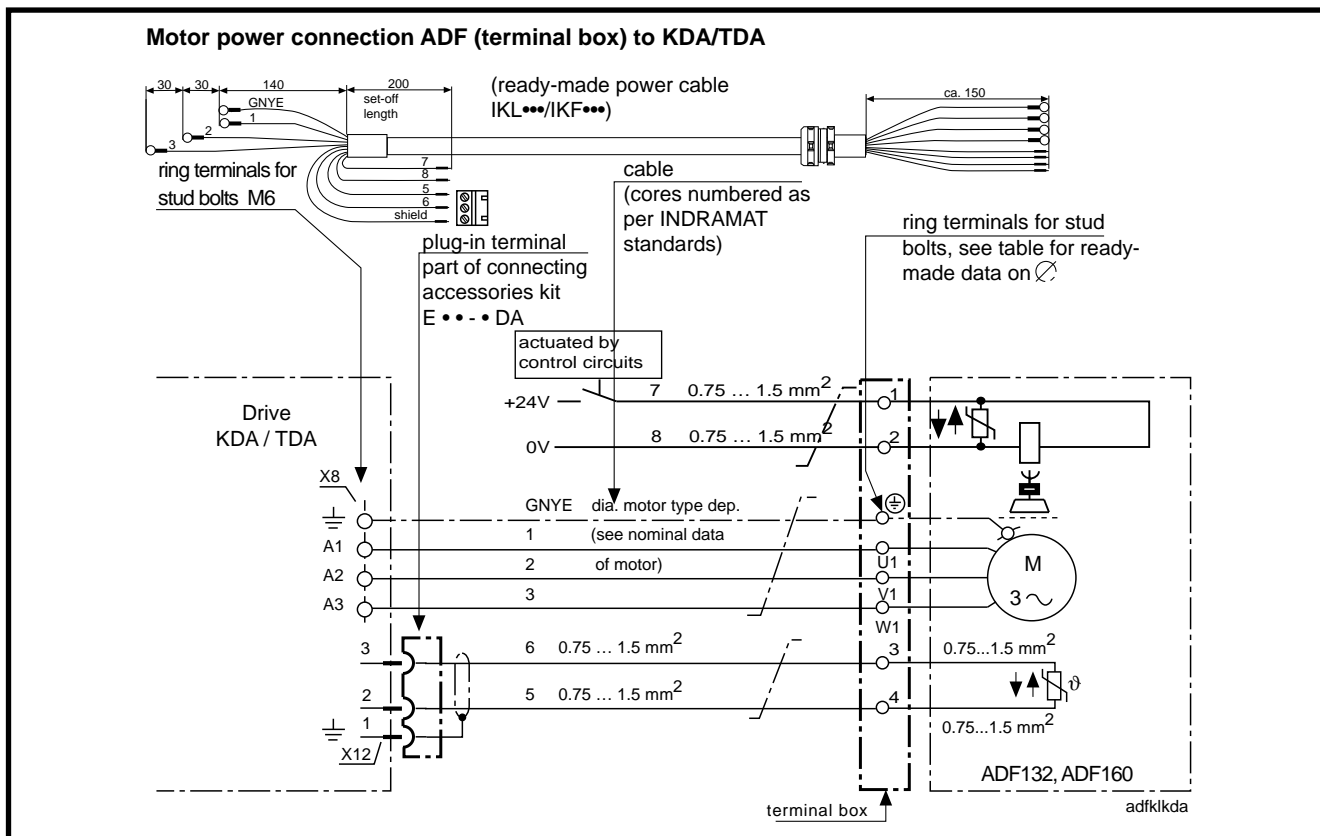 Motor power connection ADF (terminal box) to KDA/TDA
30
30
140
200
set-off
length
(ready-made power cable
IKL•••/IKF•••)
ca. 150
GNYE
1
2
3
7
8
5
6
shield
ring terminals for
stud bolts M6
cable
(cores numbered as
per INDRAMAT
standards)
ring terminals for stud
bolts, see table for ready-
made data on ∅
plug-in terminal
part of connecting
accessories kit
E • • - • DA
actuated by
control circuits
+24V
7
0.75 … 1.5 mm²
1
0V
8
0.75 … 1.5 mm²
2
Drive
KDA / TDA
X8
GNYE
dia. motor type dep.
A1
1
(see nominal data
U1
A2
2
of motor)
V1
A3
3
W1
M
3 ∼
3
6
0.75 … 1.5 mm²
3
0.75...1.5 mm²
2
5
0.75 … 1.5 mm²
4
ϑ
0.75...1.5 mm²
1
X12
ADF132, ADF160
terminal box
adfklkda